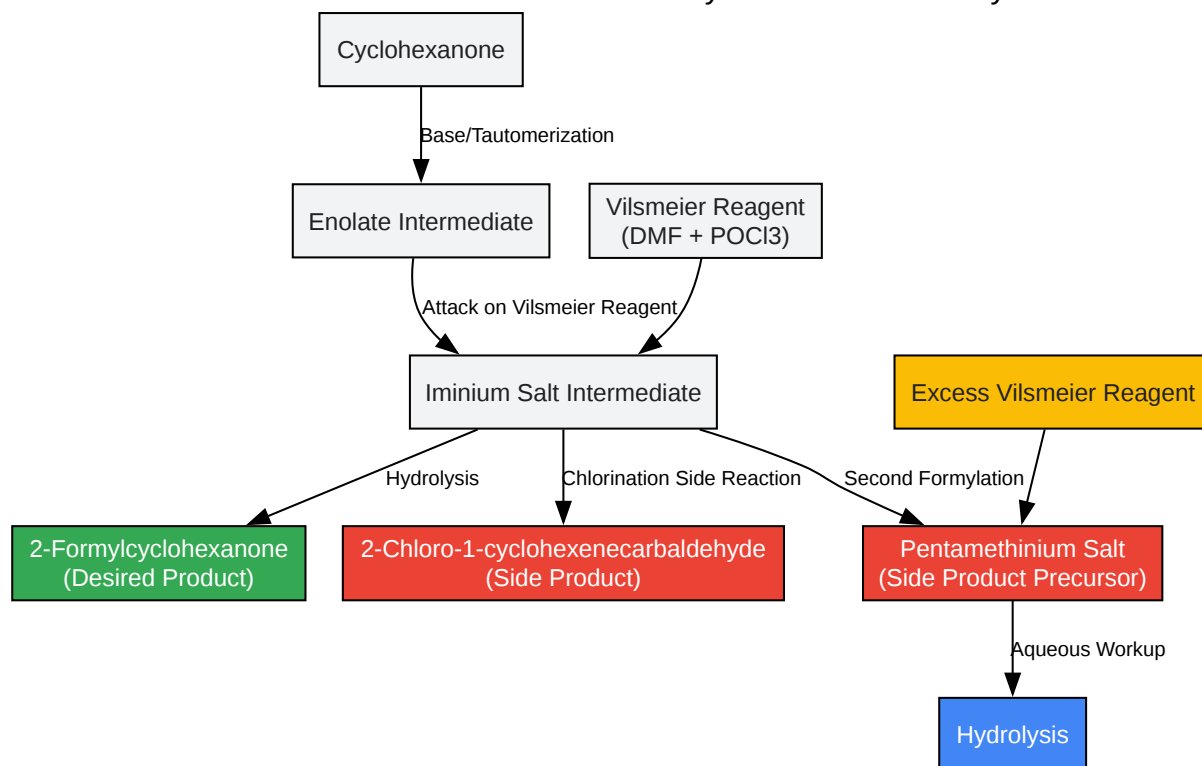 Cyclohexanone
Base/Tautomerization
Enolate Intermediate
Vilsmeier Reagent
(DMF + POCl3)
Attack on Vilsmeier Reagent
Iminium Salt Intermediate
Excess Vilsmeier Reagent
Hydrolysis
Chlorination Side Reaction
Second Formylation
2-Formylcyclohexanone
(Desired Product)
2-Chloro-1-cyclohexenecarbaldehyde
(Side Product)
Pentamethinium Salt
(Side Product Precursor)
Aqueous Workup
Hydrolysis